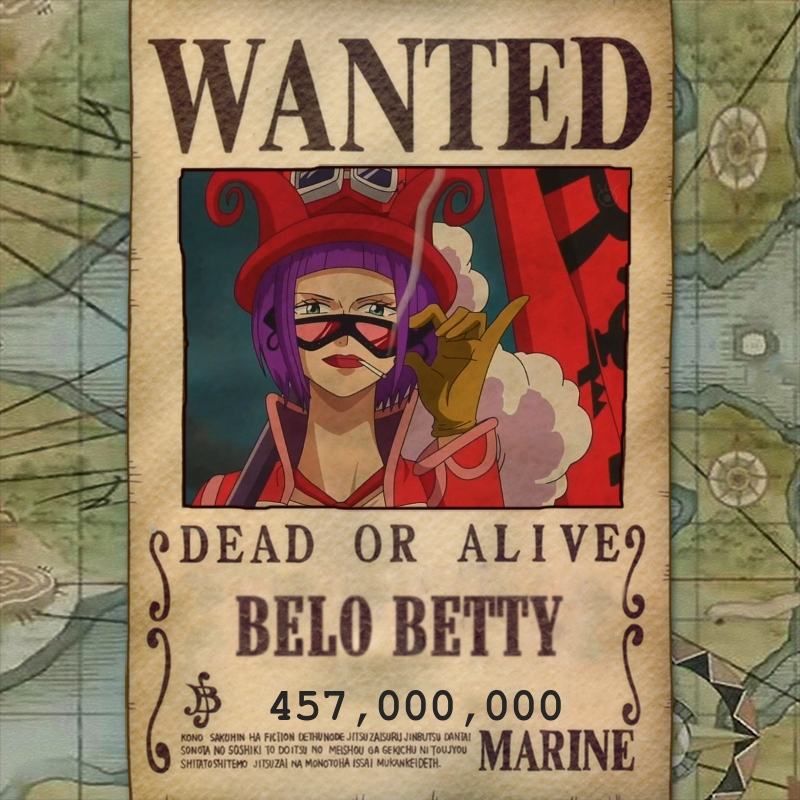 WANTED
DEAD OR ALIVE
BELO BETTY
457,000,000
KONO SAKUHIN HA FICTION DETHUNODE JITSUZAISURU JINBUTSU DANTAI
SONOTA NO SOSHIKI TO DOITSU NO MEISHOU GA GEKICHU NI TOUJYOU
SHITATOSHITEMO JITSUZAI NA MONOTOHA ISSAI MUKANKEIDETH.
MARINE